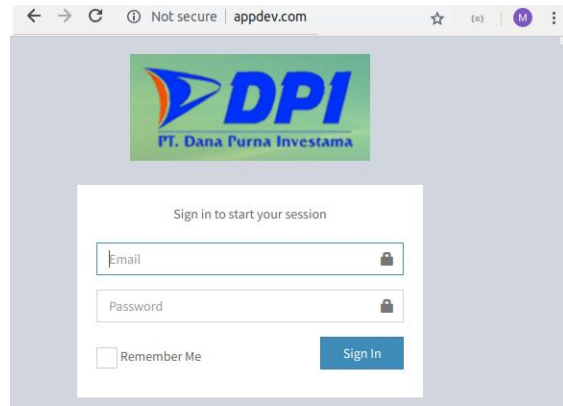 Not secure appdev.com
M
DPI
PT. Dana Purna Investama
Sign in to start your session
Email
Password
Remember Me
Sign In